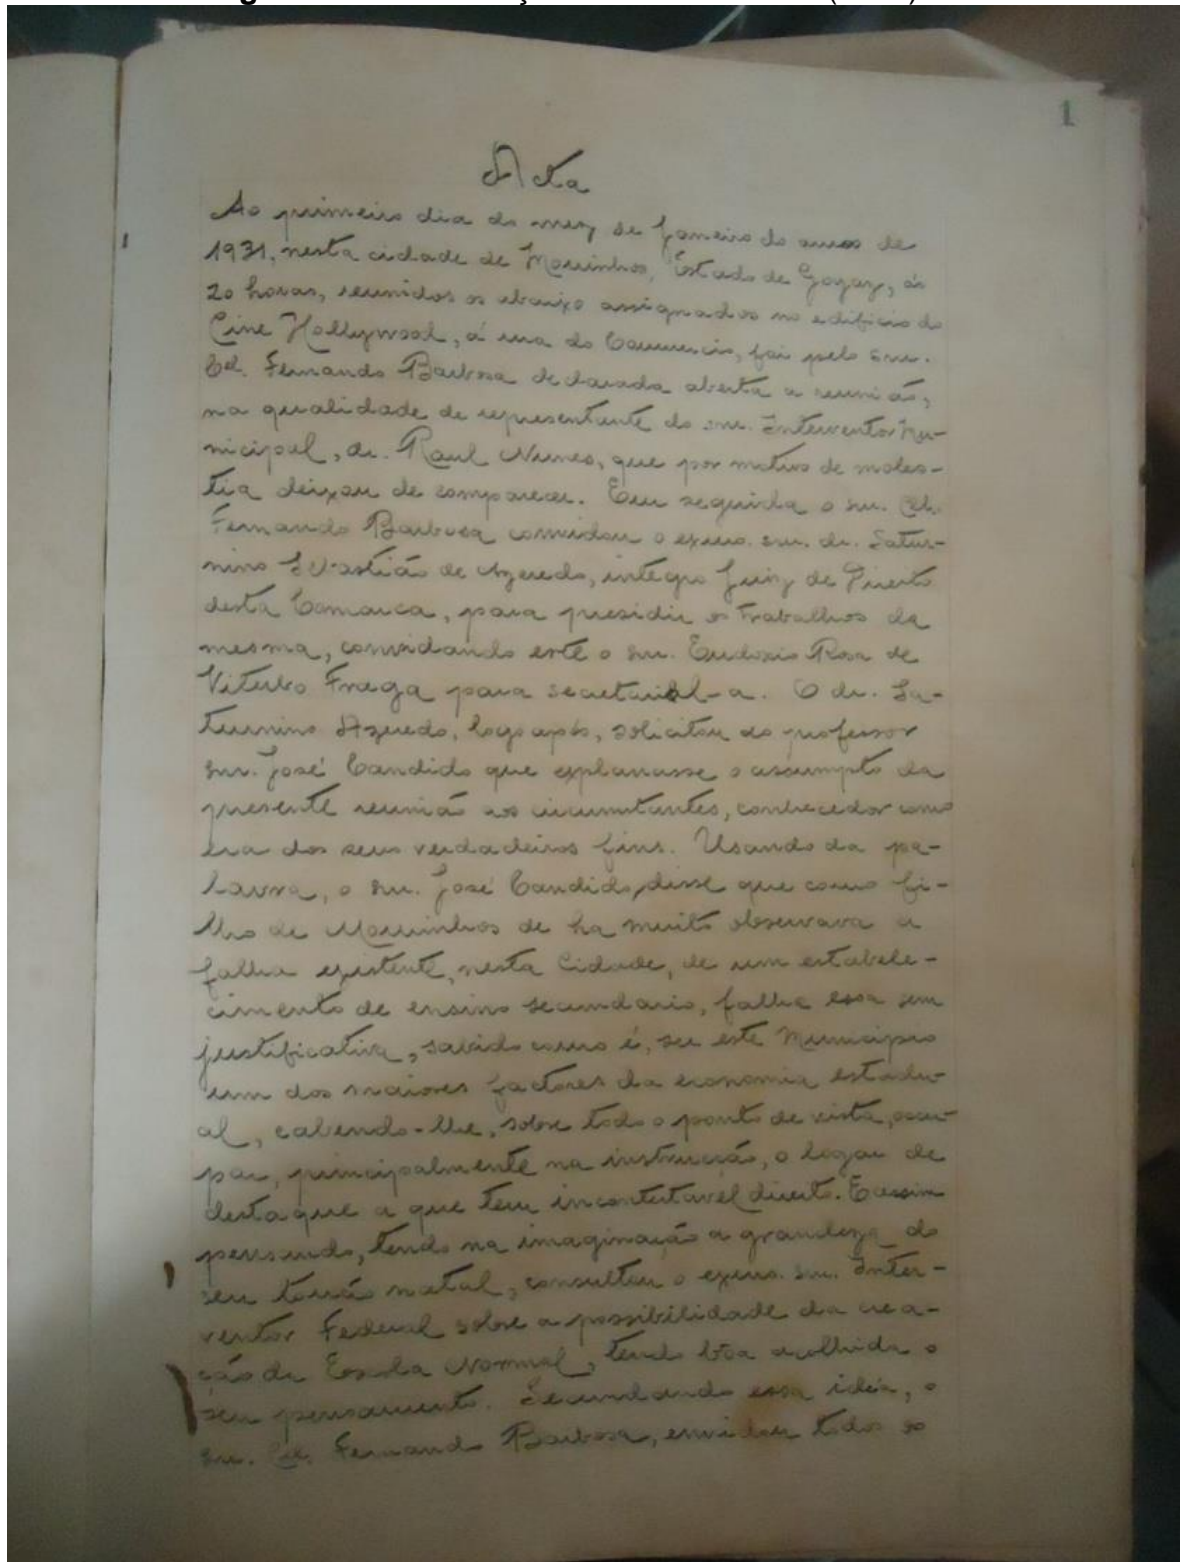 1
Acta
Ao primeiro dia do mez de Janeiro do anno de
1931, nesta cidade de Morrinhos, Estado de Goyaz, ás
20 horas, reunidos os abaixo assignados no edificio do
Cine Hollywood, á rua do Commercio, foi pelo snr.
Cel. Fernando Barbosa declarada aberta a reunião,
na qualidade de representante do snr. Interventor Mu-
nicipal, dr. Raul Nunes, que por motivo de moles-
tia deixou de comparecer. Em seguida o snr. Cel.
Fernando Barbosa convidou o exmo. snr. dr. Satur-
nino Sebastião de Azeredo, integro Juiz de Direito
desta Comarca, para presidir os trabalhos da
mesma, convidando este o snr. Eudoxio Rosa de
Viterbo Fraga para secretarial-a. O dr. Sa-
turnino Azeredo, logo após, solicitou do professor
snr. José Candido que explanasse o assumpto da
presente reunião aos circumstantes, conhecedor como
era dos seus verdadeiros fins. Usando da pa-
lavra, o snr. José Candido, disse que como fi-
lho de Morrinhos de ha muito observava a
falha existente, nesta Cidade, de um estabele-
cimento de ensino secundario, falha essa sem
justificativa, sabido como é, ser este Municipio
um dos maiores factores da economia estadu-
al, cabendo-lhe, sobre todo o ponto de vista, occu-
par, principalmente na instrucção, o logar de
destaque a que tem incontestavel direito. E assim
pensando, tendo na imaginação a grandeza do
seu torrão natal, consultou o exmo. snr. Inter-
ventor Federal sobre a possibilidade da crea-
ção da Escola Normal, tendo bôa acolhida o
seu pensamento. Secundando essa idéa, o
snr. Cel. Fernando Barbosa, envidou todos os